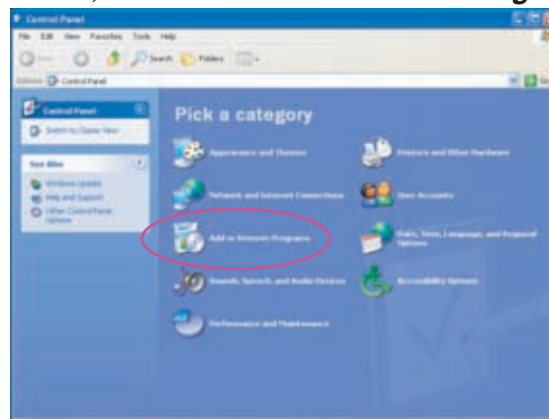 Control Panel
File Edit View Favorites Tools Help
Search Folders
Address Control Panel
Control Panel
Switch to Classic View
See Also
Windows Update
Help and Support
Other Control Panel
Options
Pick a category
Appearance and Themes
Printers and Other Hardware
Network and Internet Connections
User Accounts
Add or Remove Programs
Date, Time, Language, and Regional
Options
Sounds, Speech, and Audio Devices
Accessibility Options
Performance and Maintenance